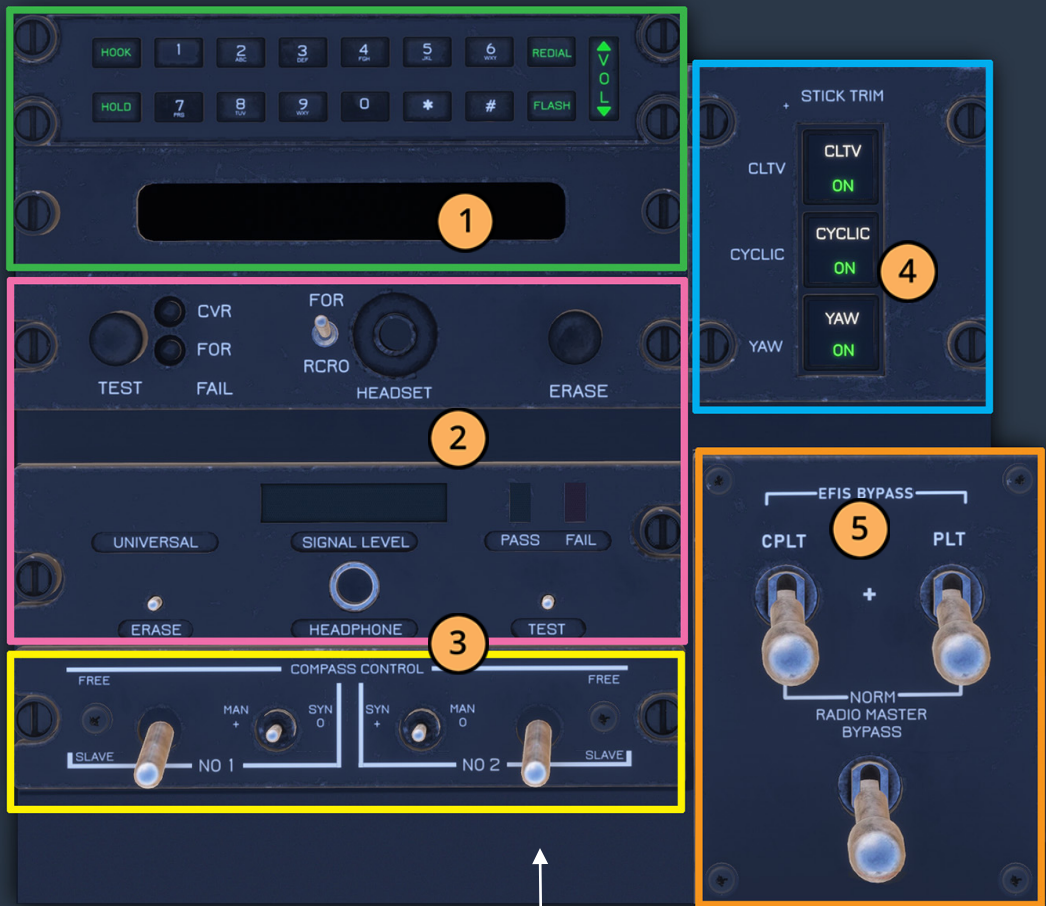 HOOK 1 2 3 4 5 6 REDIAL
ABC DEF WXY
VOL
HOLD 7 8 9 0 * # FLASH
PRS TUV WXY
1
STICK TRIM
+
CLTV CLTV
ON
CYCLIC CYCLIC
ON
4
YAW YAW
ON
CVR
FOR
FAIL
TEST
FOR
RCRO
HEADSET
ERASE
2
UNIVERSAL
SIGNAL LEVEL
PASS FAIL
ERASE
HEADPHONE
TEST
3
COMPASS CONTROL
FREE FREE
MAN + SYN 0
SYN + MAN 0
SLAVE NO 1
NO 2 SLAVE
EFIS BYPASS
5
CPLT PLT
+
NORM
RADIO MASTER
BYPASS